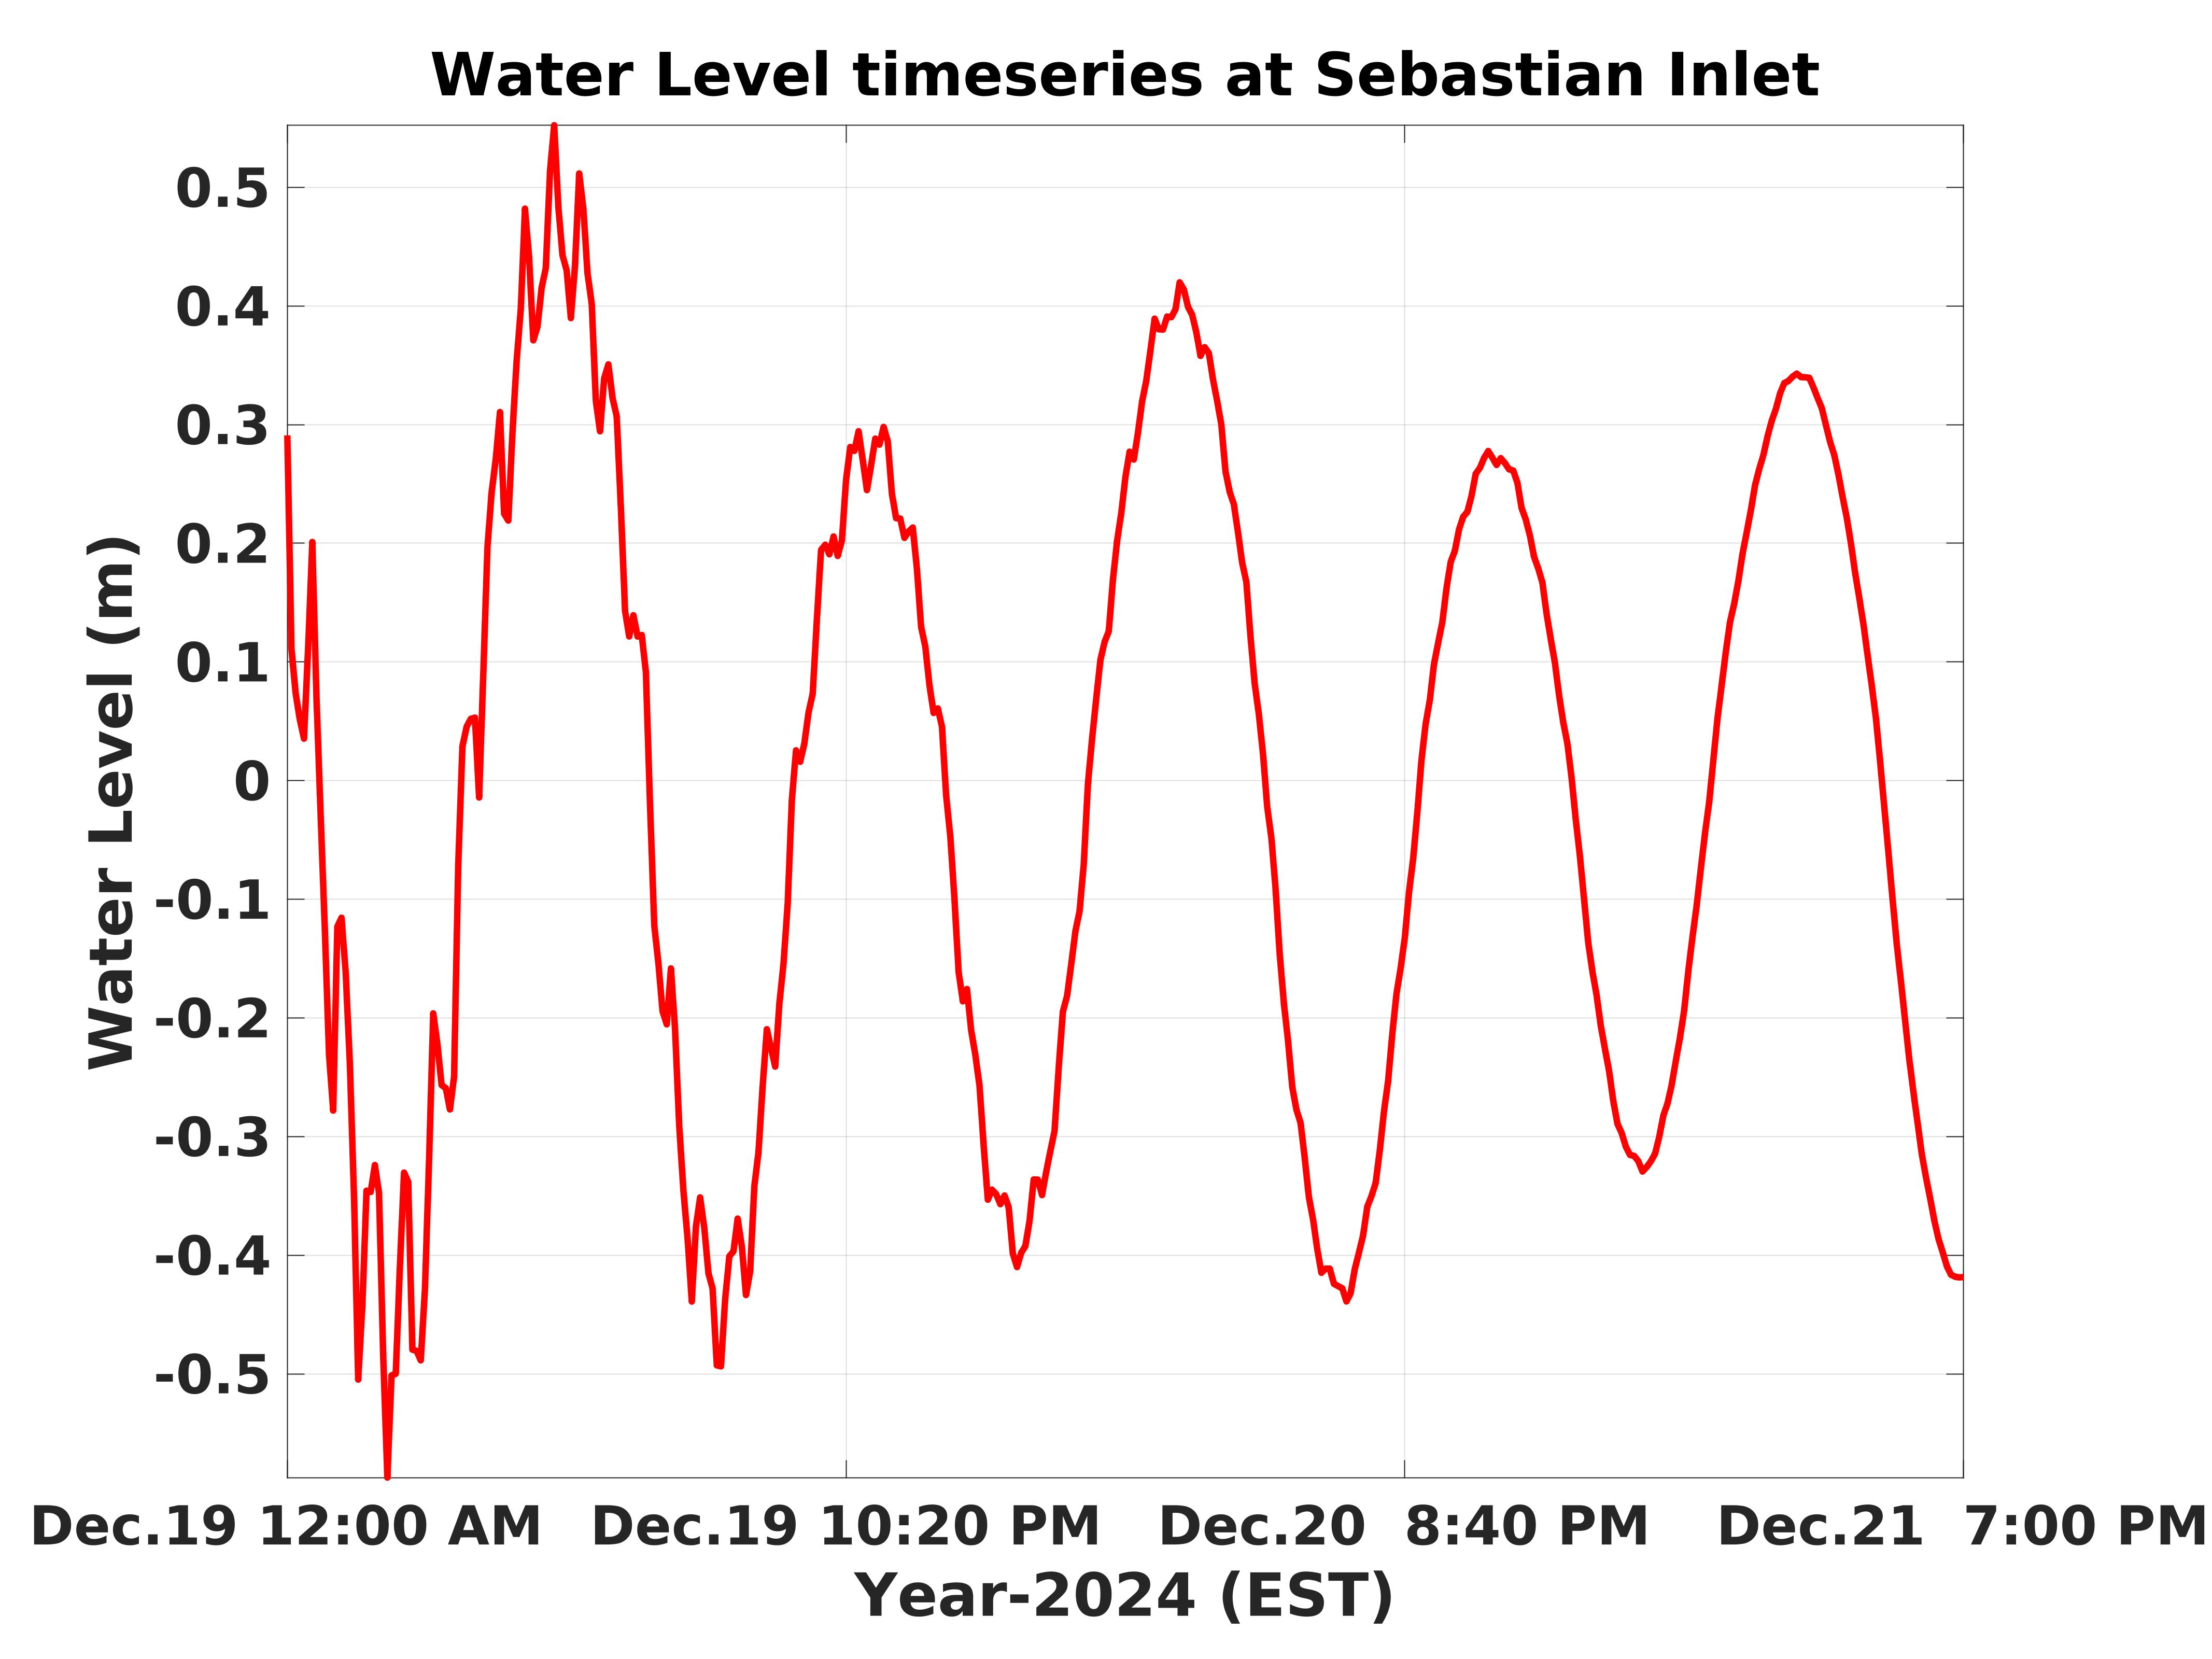 Water Level timeseries at Sebastian Inlet
0.5
0.4
0.3
0.2
0.1
0
-0.1
-0.2
-0.3
-0.4
-0.5
Water Level (m)
Dec.19 12:00 AM Dec.19 10:20 PM Dec.20 8:40 PM Dec.21 7:00 PM
Year-2024 (EST)